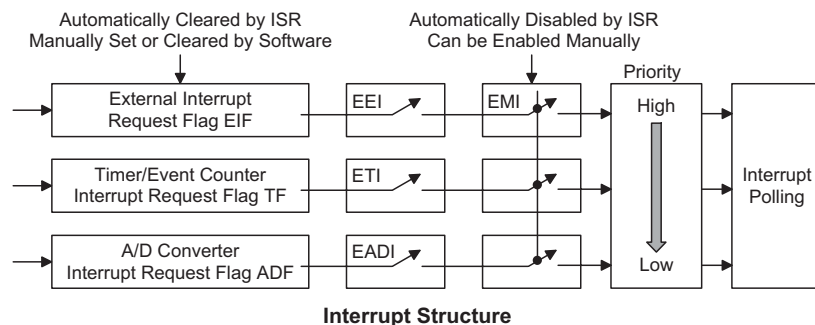 Automatically Cleared by ISR
Manually Set or Cleared by Software
Automatically Disabled by ISR
Can be Enabled Manually
Priority
External Interrupt
Request Flag EIF
EEI
EMI
High
Timer/Event Counter
Interrupt Request Flag TF
ETI
Interrupt
Polling
A/D Converter
Interrupt Request Flag ADF
EADI
Low
Interrupt Structure